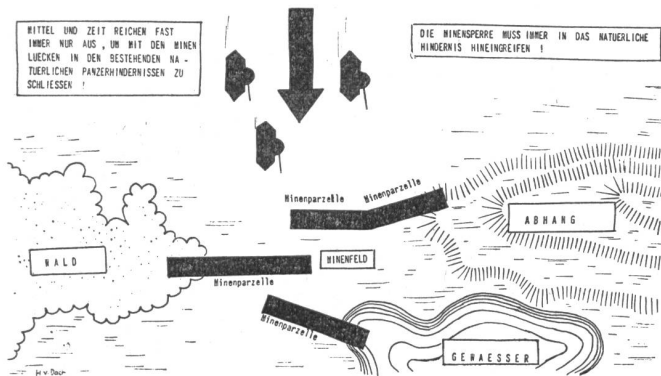 MITTEL UND ZEIT REICHEN FAST
IMMER NUR AUS, UM MIT DEN MINEN
LUECKEN IN DEN BESTEHENDEN NA-
TUERLICHEN PANZERHINDERNISSEN ZU
SCHLIESSEN !
DIE MINENSPERRE MUSS IMMER IN DAS NATUERLICHE
HINDERNIS HINEINGREIFEN !
Minenparzelle
Minenparzelle
ABHANG
WALD
MINENFELD
Minenparzelle
Minenparzelle
GEWAESSER
H.v. Dach